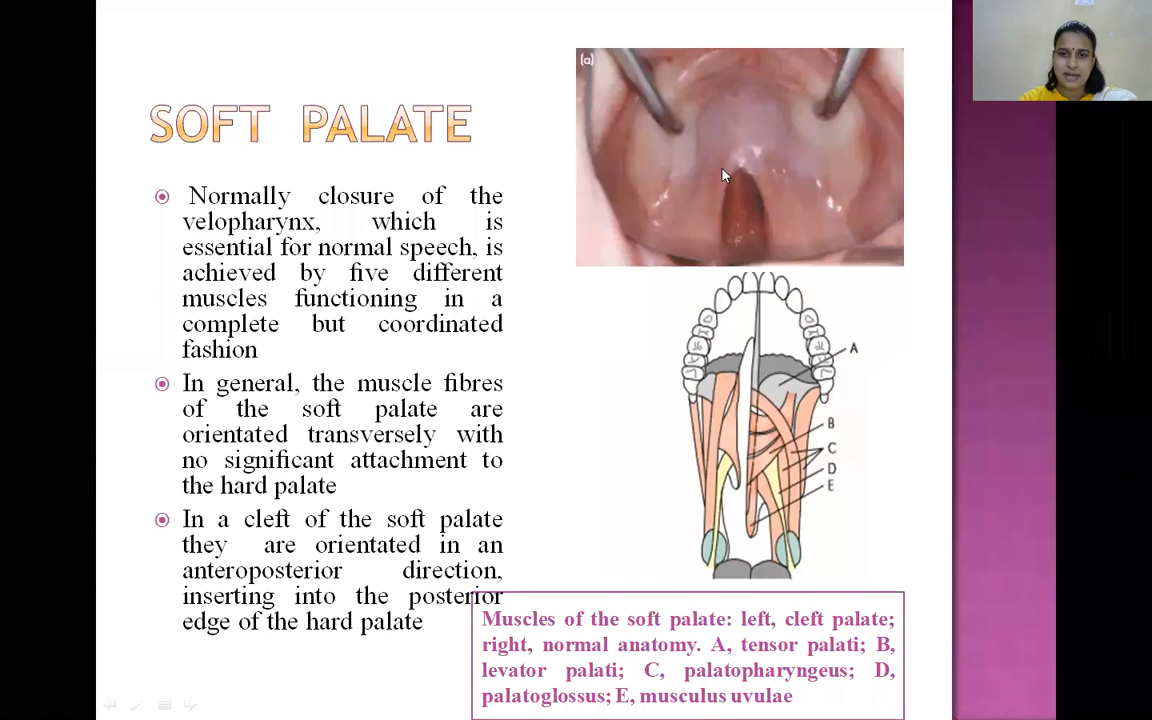 SOFT PALATE
Normally closure of the
velopharynx, which is
essential for normal speech, is
achieved by five different
muscles functioning in a
complete but coordinated
fashion
In general, the muscle fibres
of the soft palate are
orientated transversely with
no significant attachment to
the hard palate
In a cleft of the soft palate
they are orientated in an
anteroposterior direction,
inserting into the posterior
edge of the hard palate
(a)
A
B
C
D
E
Muscles of the soft palate: left, cleft palate;
right, normal anatomy. A, tensor palati; B,
levator palati; C, palatopharyngeus; D,
palatoglossus; E, musculus uvulae